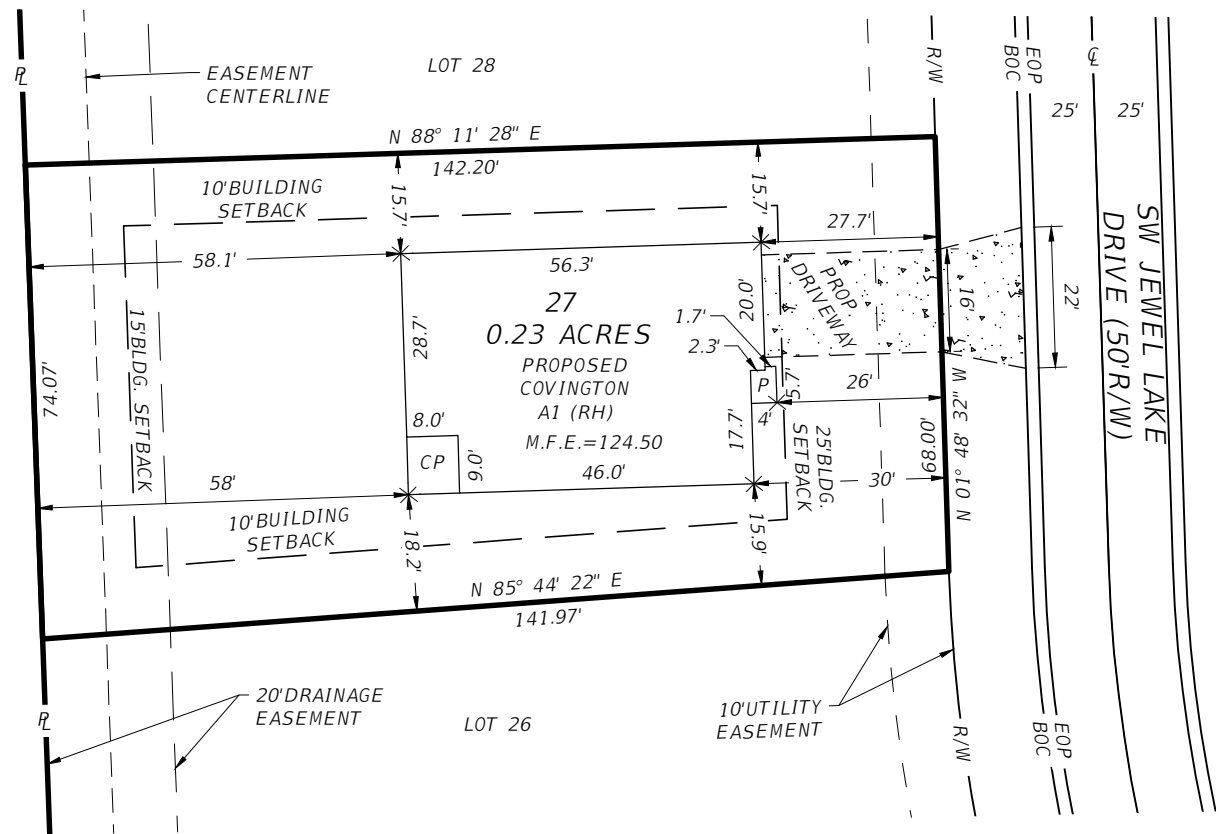 LOT 28
EASEMENT
CENTERLINE
PL
R/W
BOC
EOP
CL
25'
25'
N 88° 11' 28" E
142.20'
10'BUILDING
SETBACK
15.7'
15.7'
27.7'
58.1'
56.3'
SW JEWEL LAKE
DRIVE (50'R/W)
27
0.23 ACRES
PROPOSED
COVINGTON
A1 (RH)
M.F.E.=124.50
PROP
DRIVEWAY
16'
22'
20.0'
1.7'
2.3'
P
5.7'
4'
26'
28.7'
15'BLDG. SETBACK
74.07'
8.0'
CP
9.0'
17.7'
25'BLDG.
SETBACK
68.00'
N 01° 48' 32" W
58'
46.0'
30'
10'BUILDING
SETBACK
18.2'
15.9'
N 85° 44' 22" E
141.97'
20'DRAINAGE
EASEMENT
LOT 26
10'UTILITY
EASEMENT
PL
R/W
BOC
EOP